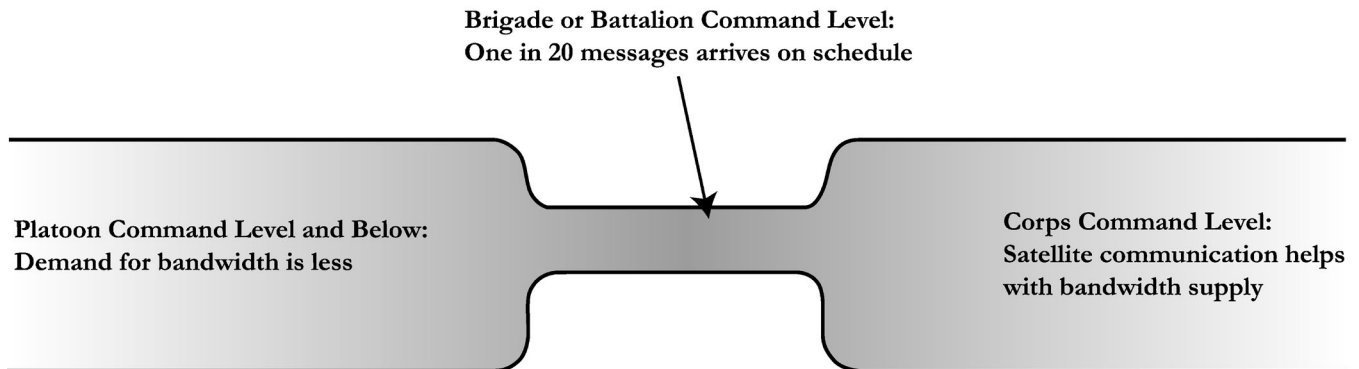 Brigade or Battalion Command Level:
One in 20 messages arrives on schedule
Platoon Command Level and Below:
Demand for bandwidth is less
Corps Command Level:
Satellite communication helps
with bandwidth supply